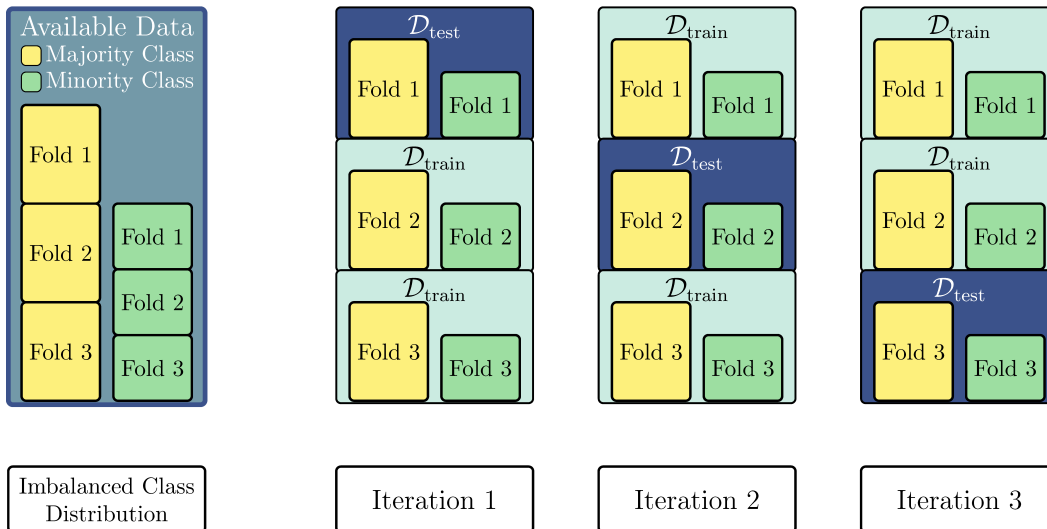 Available Data
Majority Class
Minority Class
Fold 1
Fold 2
Fold 3
Fold 1
Fold 2
Fold 3
Imbalanced Class
Distribution
𝒟test
Fold 1
Fold 1
𝒟train
Fold 2
Fold 2
𝒟train
Fold 3
Fold 3
Iteration 1
𝒟train
Fold 1
Fold 1
𝒟test
Fold 2
Fold 2
𝒟train
Fold 3
Fold 3
Iteration 2
𝒟train
Fold 1
Fold 1
𝒟train
Fold 2
Fold 2
𝒟test
Fold 3
Fold 3
Iteration 3